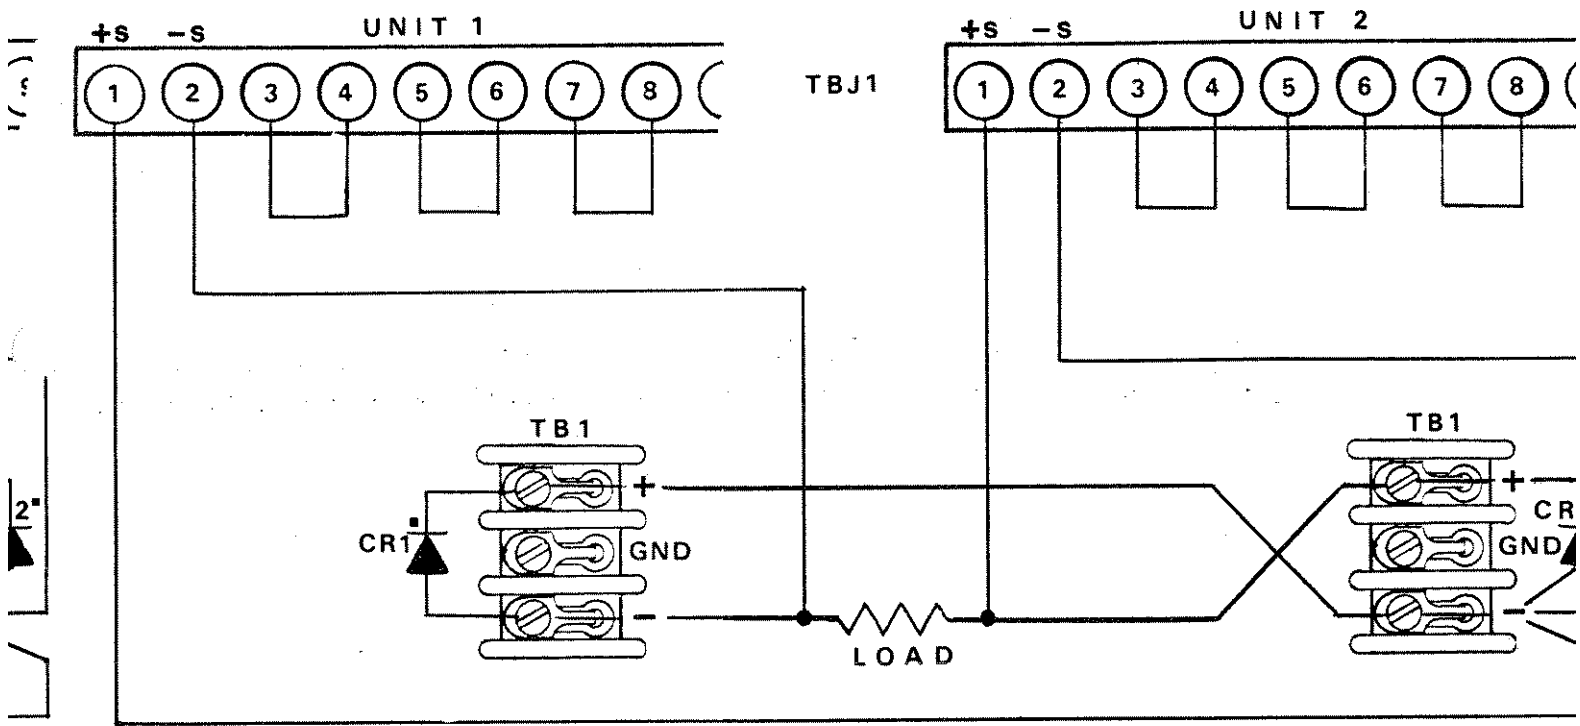 UNIT 1
+S -S
1 2 3 4 5 6 7 8
TBJ1
UNIT 2
+S -S
1 2 3 4 5 6 7 8
TB1
+
GND
-
CR1
LOAD
TB1
+
CR
GND
-
2